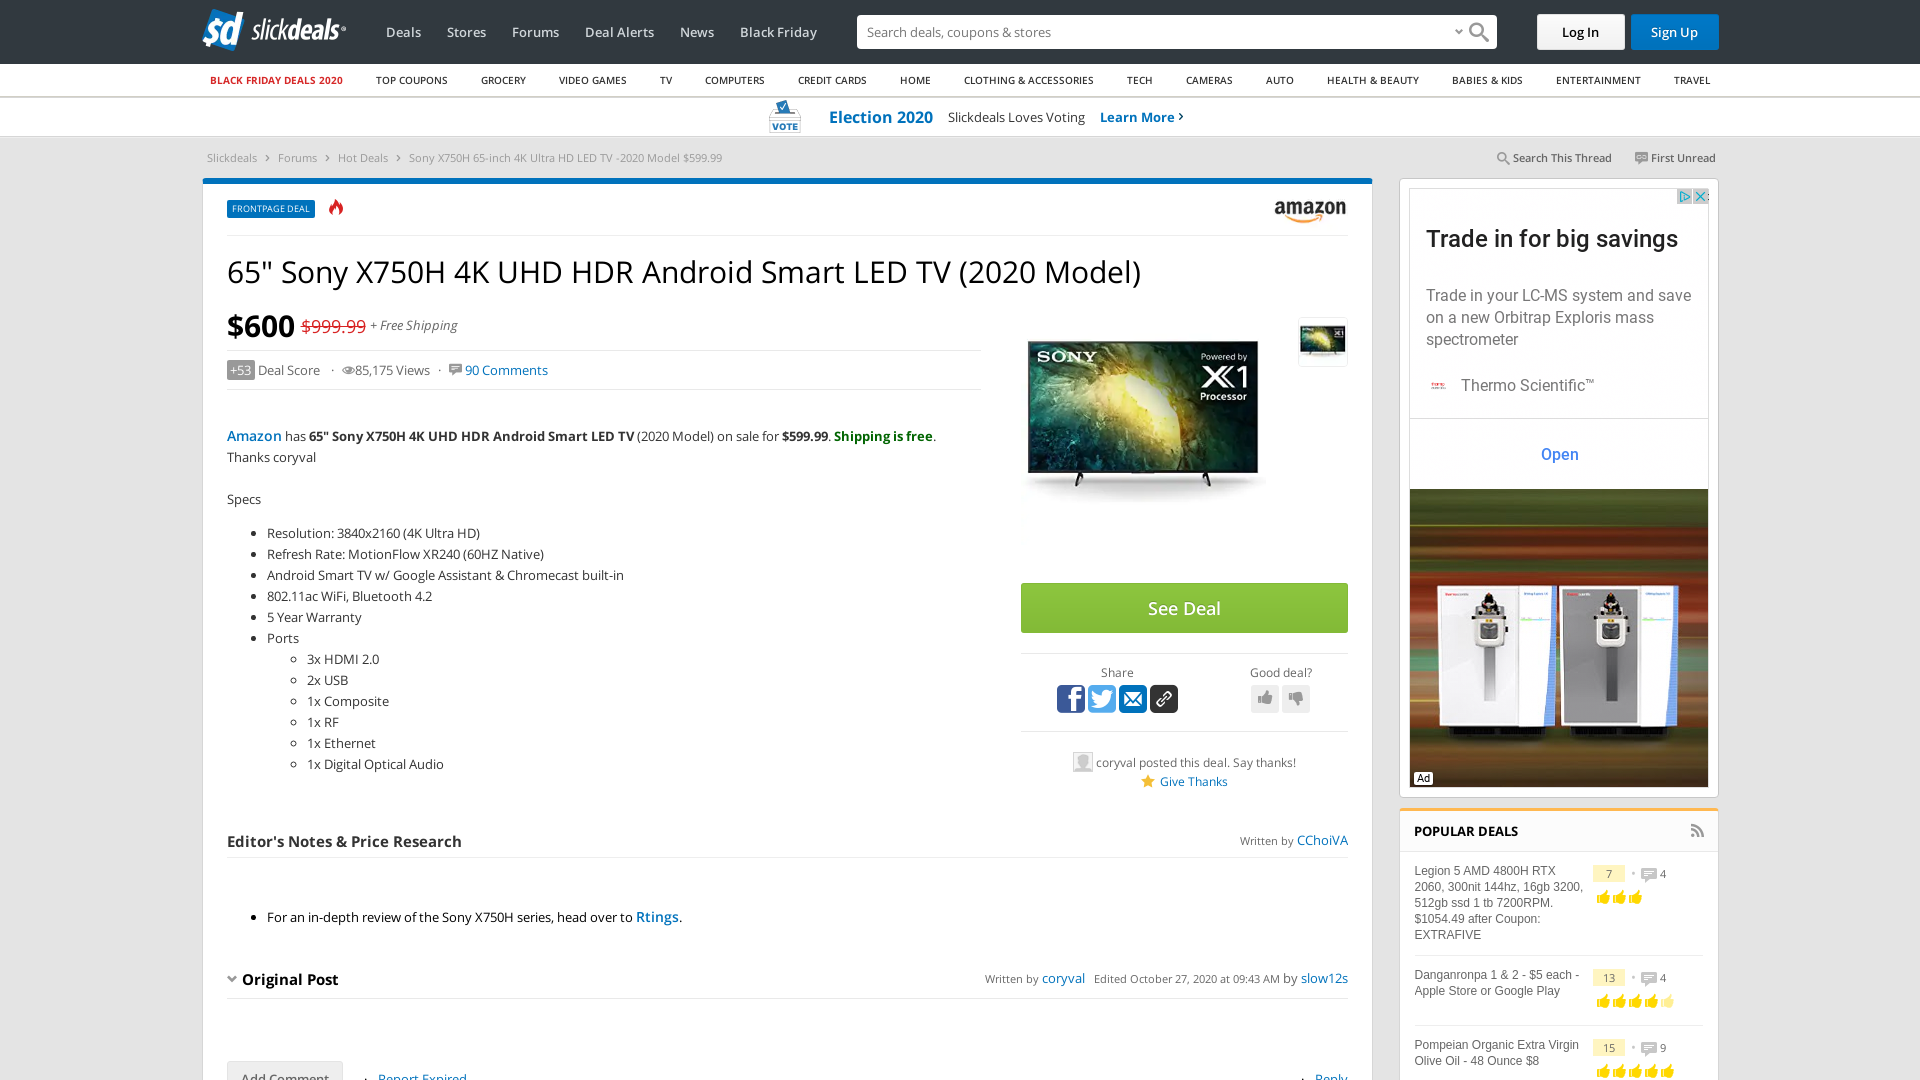 sd slickdeals
Deals
Stores
Forums
Deal Alerts
News
Black Friday
Search deals, coupons & stores
Log In
Sign Up
BLACK FRIDAY DEALS 2020
TOP COUPONS
GROCERY
VIDEO GAMES
TV
COMPUTERS
CREDIT CARDS
HOME
CLOTHING & ACCESSORIES
TECH
CAMERAS
AUTO
HEALTH & BEAUTY
BABIES & KIDS
ENTERTAINMENT
TRAVEL
VOTE
Election 2020 Slickdeals Loves Voting Learn More
Slickdeals > Forums > Hot Deals > Sony X750H 65-inch 4K Ultra HD LED TV -2020 Model $599.99
Search This Thread
First Unread
FRONTPAGE DEAL
amazon
65" Sony X750H 4K UHD HDR Android Smart LED TV (2020 Model)
$600 $999.99 + Free Shipping
+53 Deal Score · 85,175 Views · 90 Comments
SONY
Powered by
X1
Processor
Amazon has 65" Sony X750H 4K UHD HDR Android Smart LED TV (2020 Model) on sale for $599.99. Shipping is free.
Thanks coryval
Specs
• Resolution: 3840x2160 (4K Ultra HD)
• Refresh Rate: MotionFlow XR240 (60HZ Native)
• Android Smart TV w/ Google Assistant & Chromecast built-in
• 802.11ac WiFi, Bluetooth 4.2
• 5 Year Warranty
• Ports
3x HDMI 2.0
2x USB
1x Composite
1x RF
1x Ethernet
1x Digital Optical Audio
See Deal
Share
Good deal?
coryval posted this deal. Say thanks!
Give Thanks
Editor's Notes & Price Research
Written by CChoiVA
• For an in-depth review of the Sony X750H series, head over to Rtings.
Original Post
Written by coryval Edited October 27, 2020 at 09:43 AM by slow12s
Add Comment
Report Expired
Reply
Trade in for big savings
Trade in your LC-MS system and save
on a new Orbitrap Exploris mass
spectrometer
Thermo Scientific™
Open
Ad
POPULAR DEALS
Legion 5 AMD 4800H RTX
2060, 300nit 144hz, 16gb 3200,
512gb ssd 1 tb 7200RPM.
$1054.49 after Coupon:
EXTRAFIVE
7 • 4
Danganronpa 1 & 2 - $5 each -
Apple Store or Google Play
13 • 4
Pompeian Organic Extra Virgin
Olive Oil - 48 Ounce $8
15 • 9